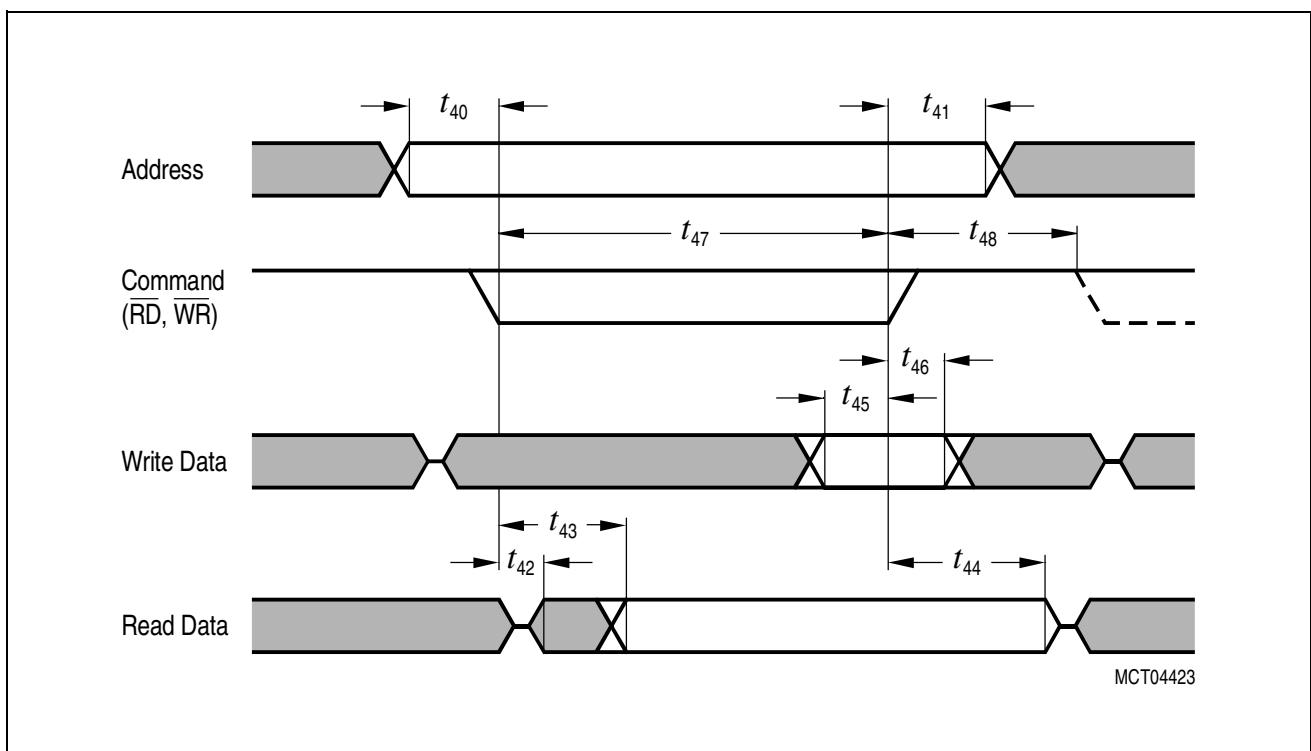 t40 t41
Address
t47 t48
Command
(RD, WR)
t46
t45
Write Data
t43
t42 t44
Read Data
MCT04423